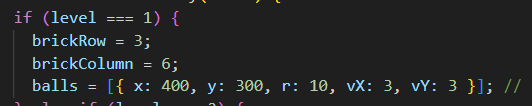 if (level === 1) {
brickRow = 3;
brickColumn = 6;
balls = [{ x: 400, y: 300, r: 10, vX: 3, vY: 3 }]; //